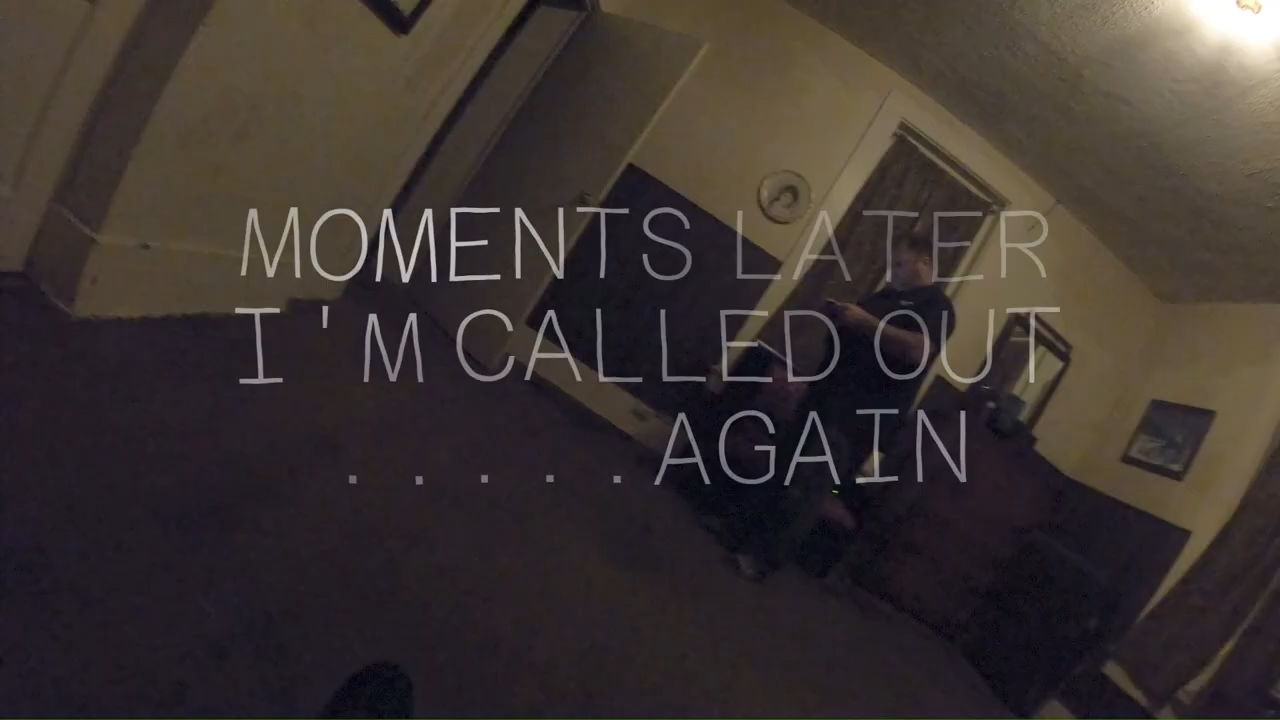 MOMENTS LATER
I'M CALLED OUT
.....AGAIN